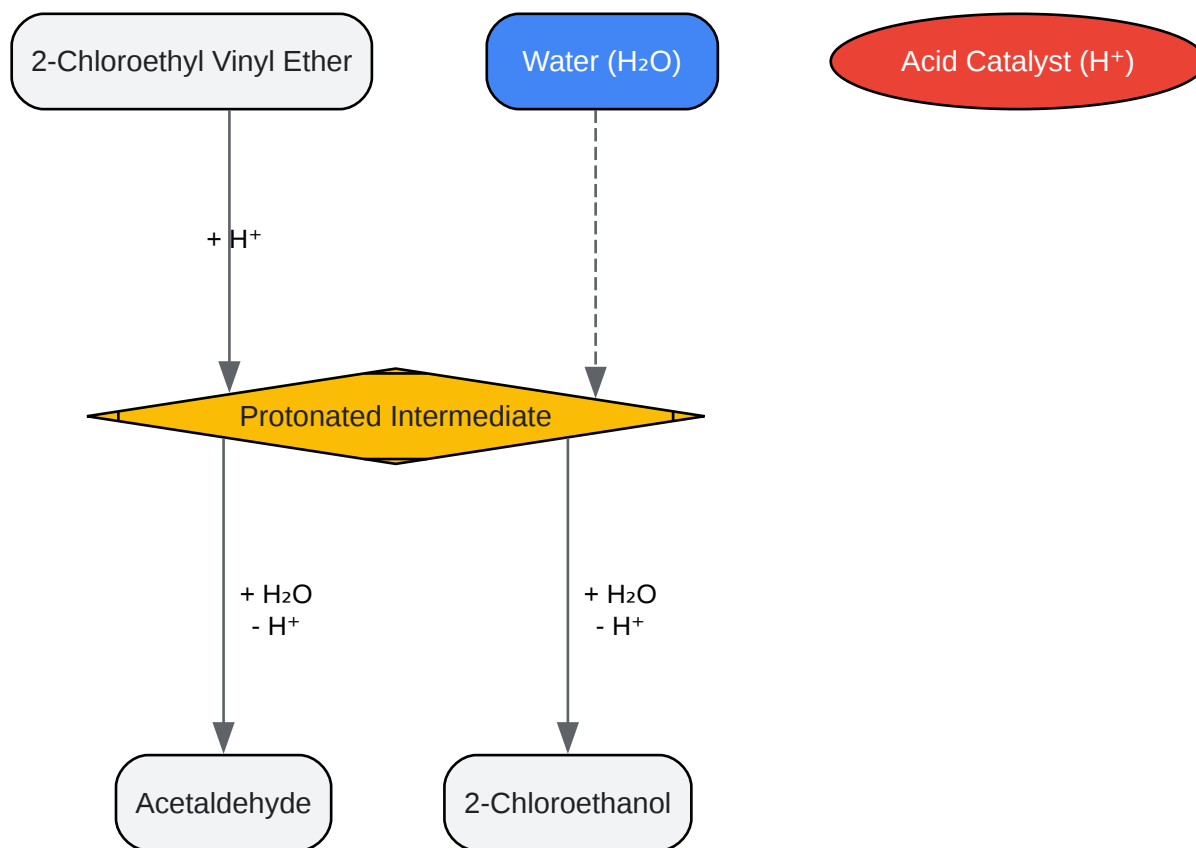 2-Chloroethyl Vinyl Ether
Water (H₂O)
Acid Catalyst (H⁺)
+ H⁺
Protonated Intermediate
+ H₂O
- H⁺
+ H₂O
- H⁺
Acetaldehyde
2-Chloroethanol